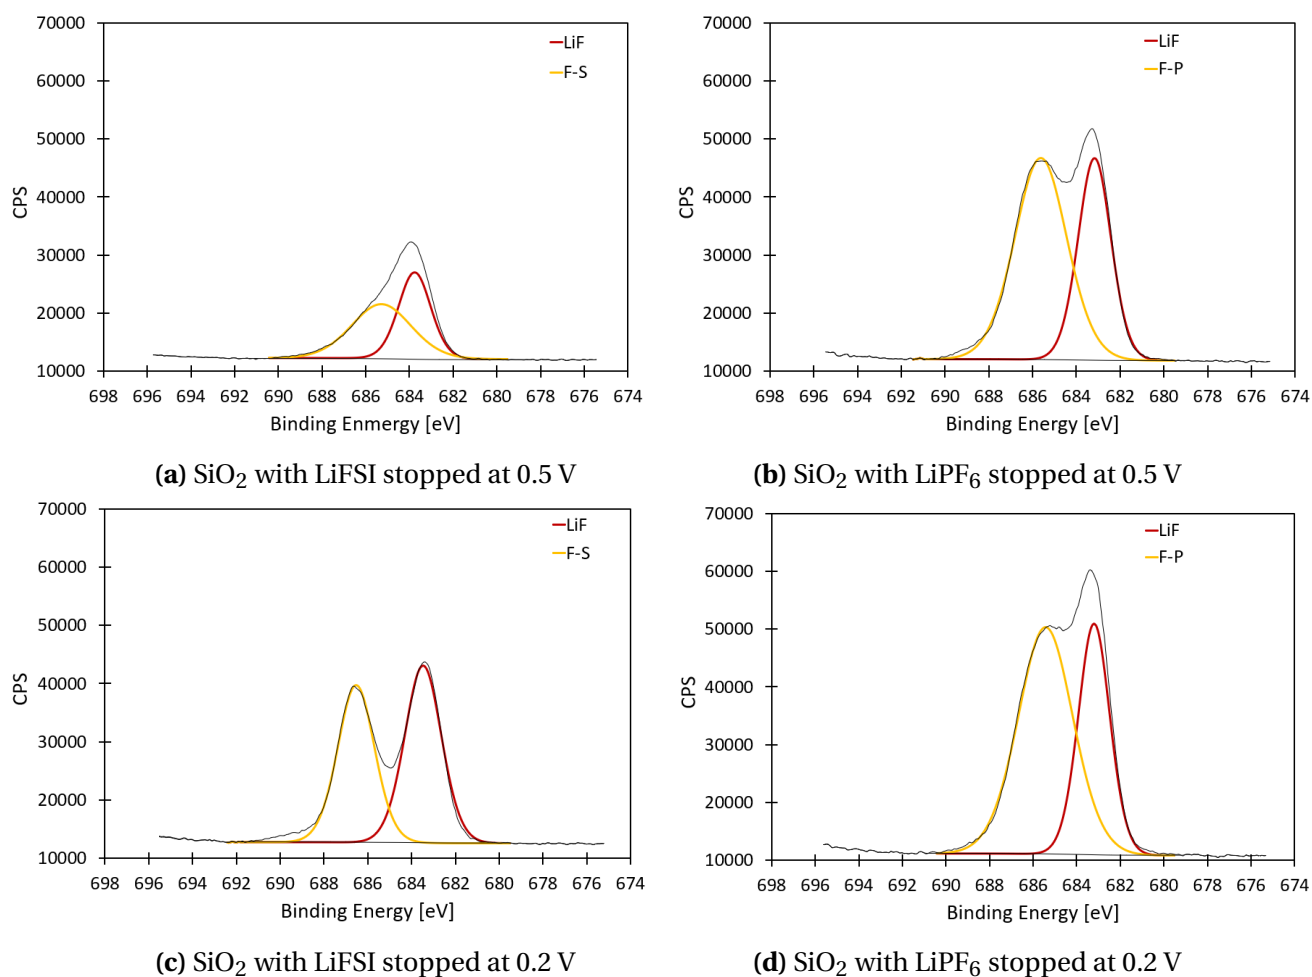 70000
60000
50000
40000
30000
20000
10000
CPS
LiF
F-S
698 696 694 692 690 688 686 684 682 680 678 676 674
Binding Enmergy [eV]
(a) SiO2 with LiFSI stopped at 0.5 V
70000
60000
50000
40000
30000
20000
10000
CPS
LiF
F-P
698 696 694 692 690 688 686 684 682 680 678 676 674
Binding Energy [eV]
(b) SiO2 with LiPF6 stopped at 0.5 V
70000
60000
50000
40000
30000
20000
10000
CPS
LiF
F-S
698 696 694 692 690 688 686 684 682 680 678 676 674
Binding Energy [eV]
(c) SiO2 with LiFSI stopped at 0.2 V
70000
60000
50000
40000
30000
20000
10000
CPS
LiF
F-P
698 696 694 692 690 688 686 684 682 680 678 676 674
Binding Energy [eV]
(d) SiO2 with LiPF6 stopped at 0.2 V